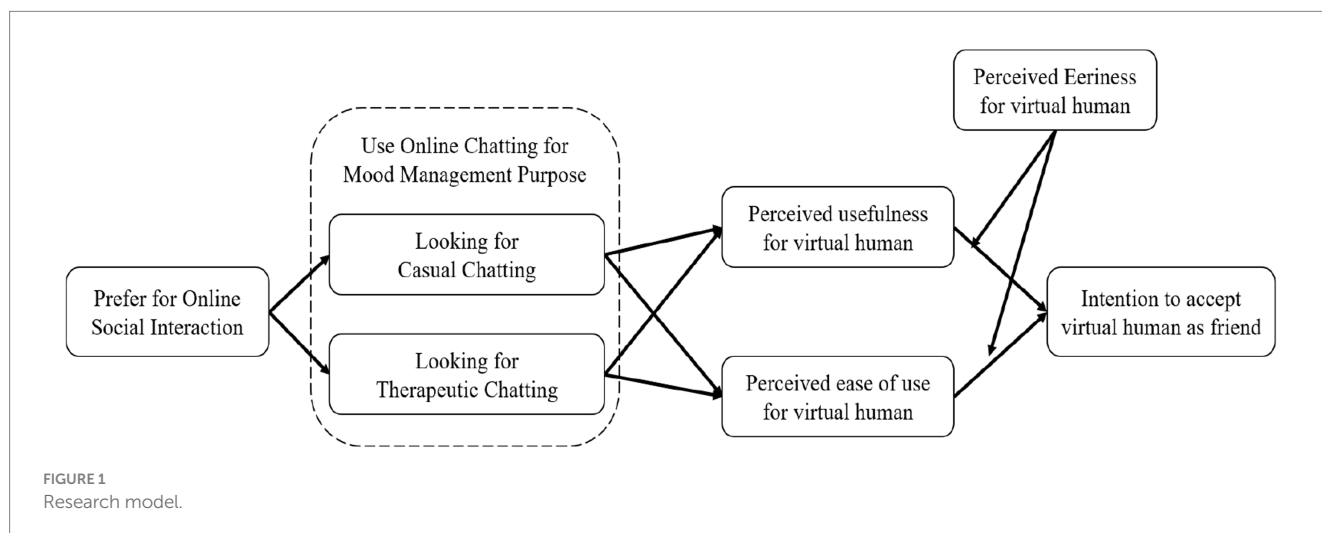 Perceived Eeriness
for virtual human
Use Online Chatting for
Mood Management Purpose
Looking for
Casual Chatting
Looking for
Therapeutic Chatting
Prefer for Online
Social Interaction
Perceived usefulness
for virtual human
Perceived ease of use
for virtual human
Intention to accept
virtual human as friend
FIGURE 1
Research model.